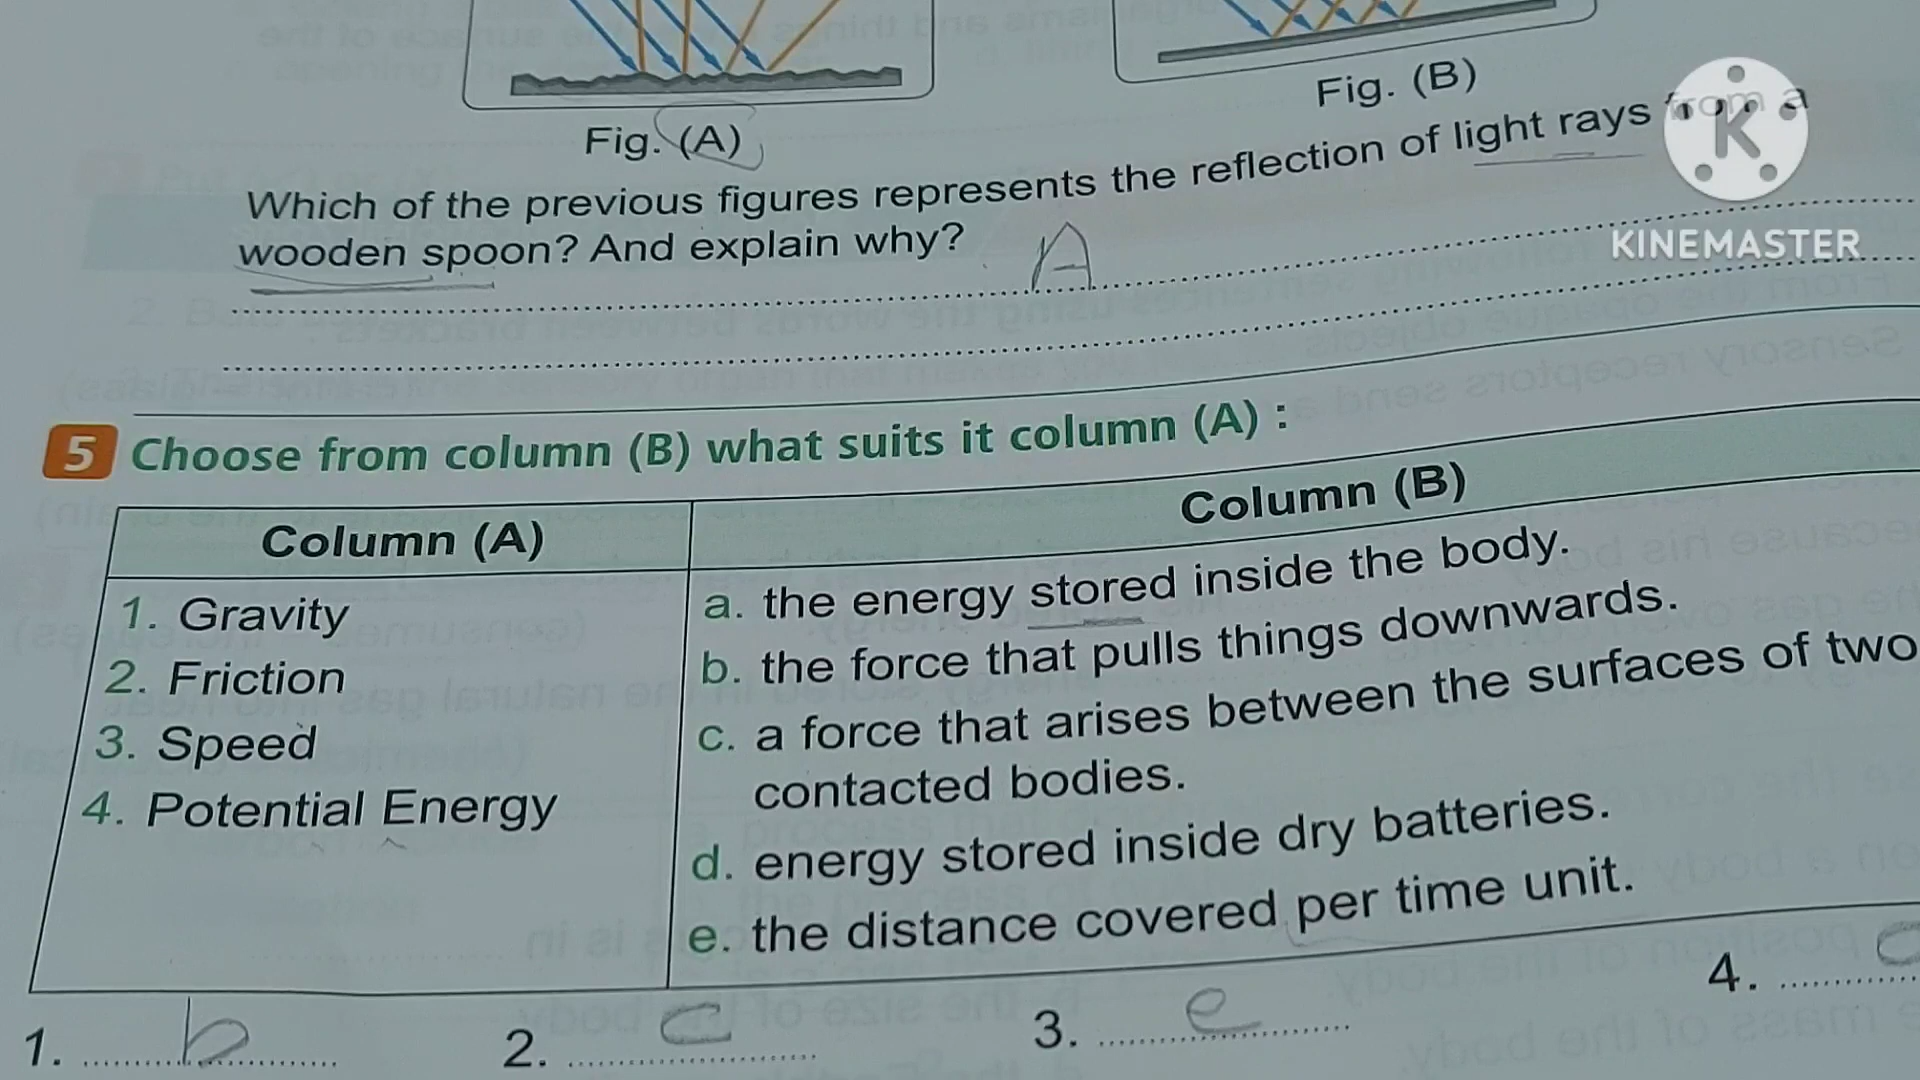 Fig. (A)
Fig. (B)
Which of the previous figures represents the reflection of light rays from a
wooden spoon? And explain why?
A
K
KINEMASTER
5 Choose from column (B) what suits it column (A) :
Column (A)
Column (B)
1. Gravity
2. Friction
3. Speed
4. Potential Energy
a. the energy stored inside the body.
b. the force that pulls things downwards.
c. a force that arises between the surfaces of two
contacted bodies.
d. energy stored inside dry batteries.
e. the distance covered per time unit.
1. b
2. c
3. e
4.